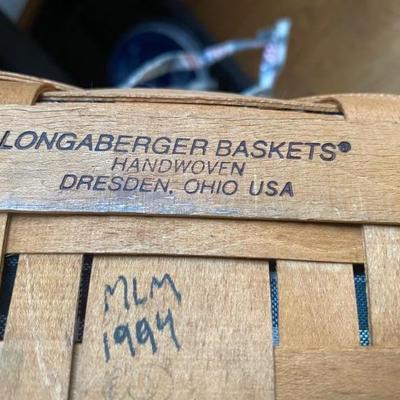 LONGABERGER BASKETS®
HANDWOVEN
DRESDEN, OHIO USA
MLM
1994